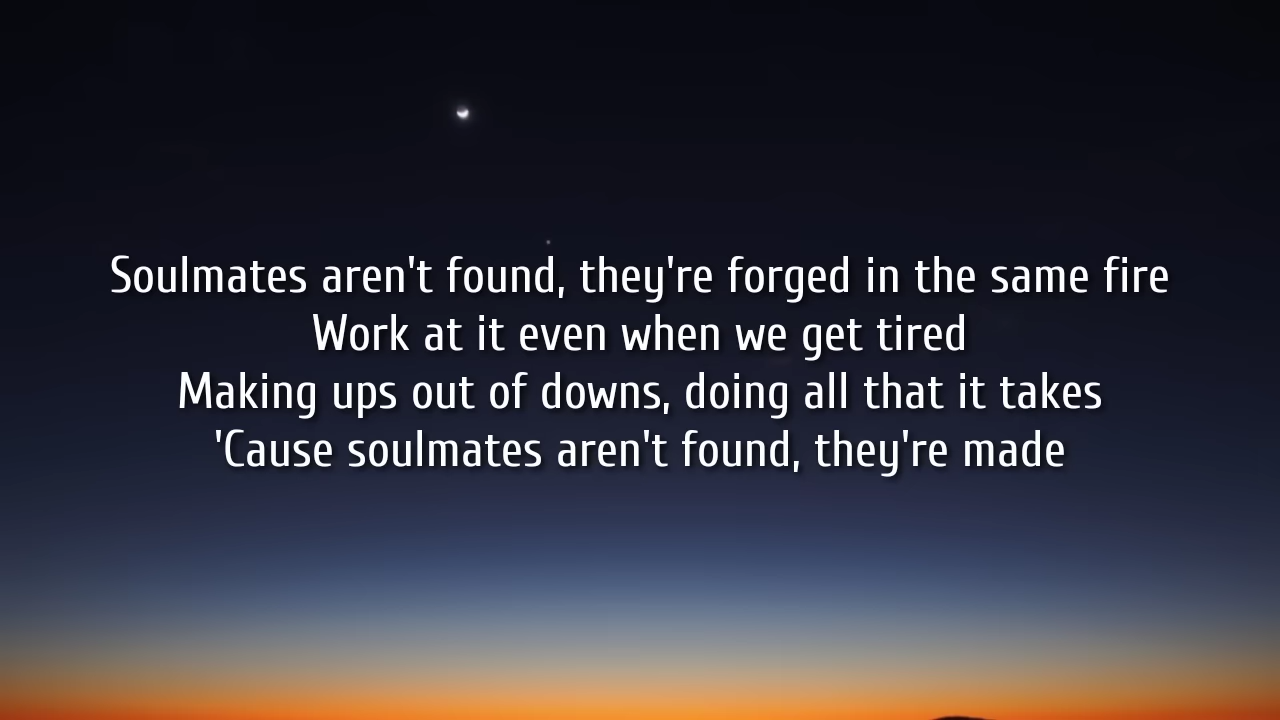 Soulmates aren't found, they're forged in the same fire
Work at it even when we get tired
Making ups out of downs, doing all that it takes
'Cause soulmates aren't found, they're made